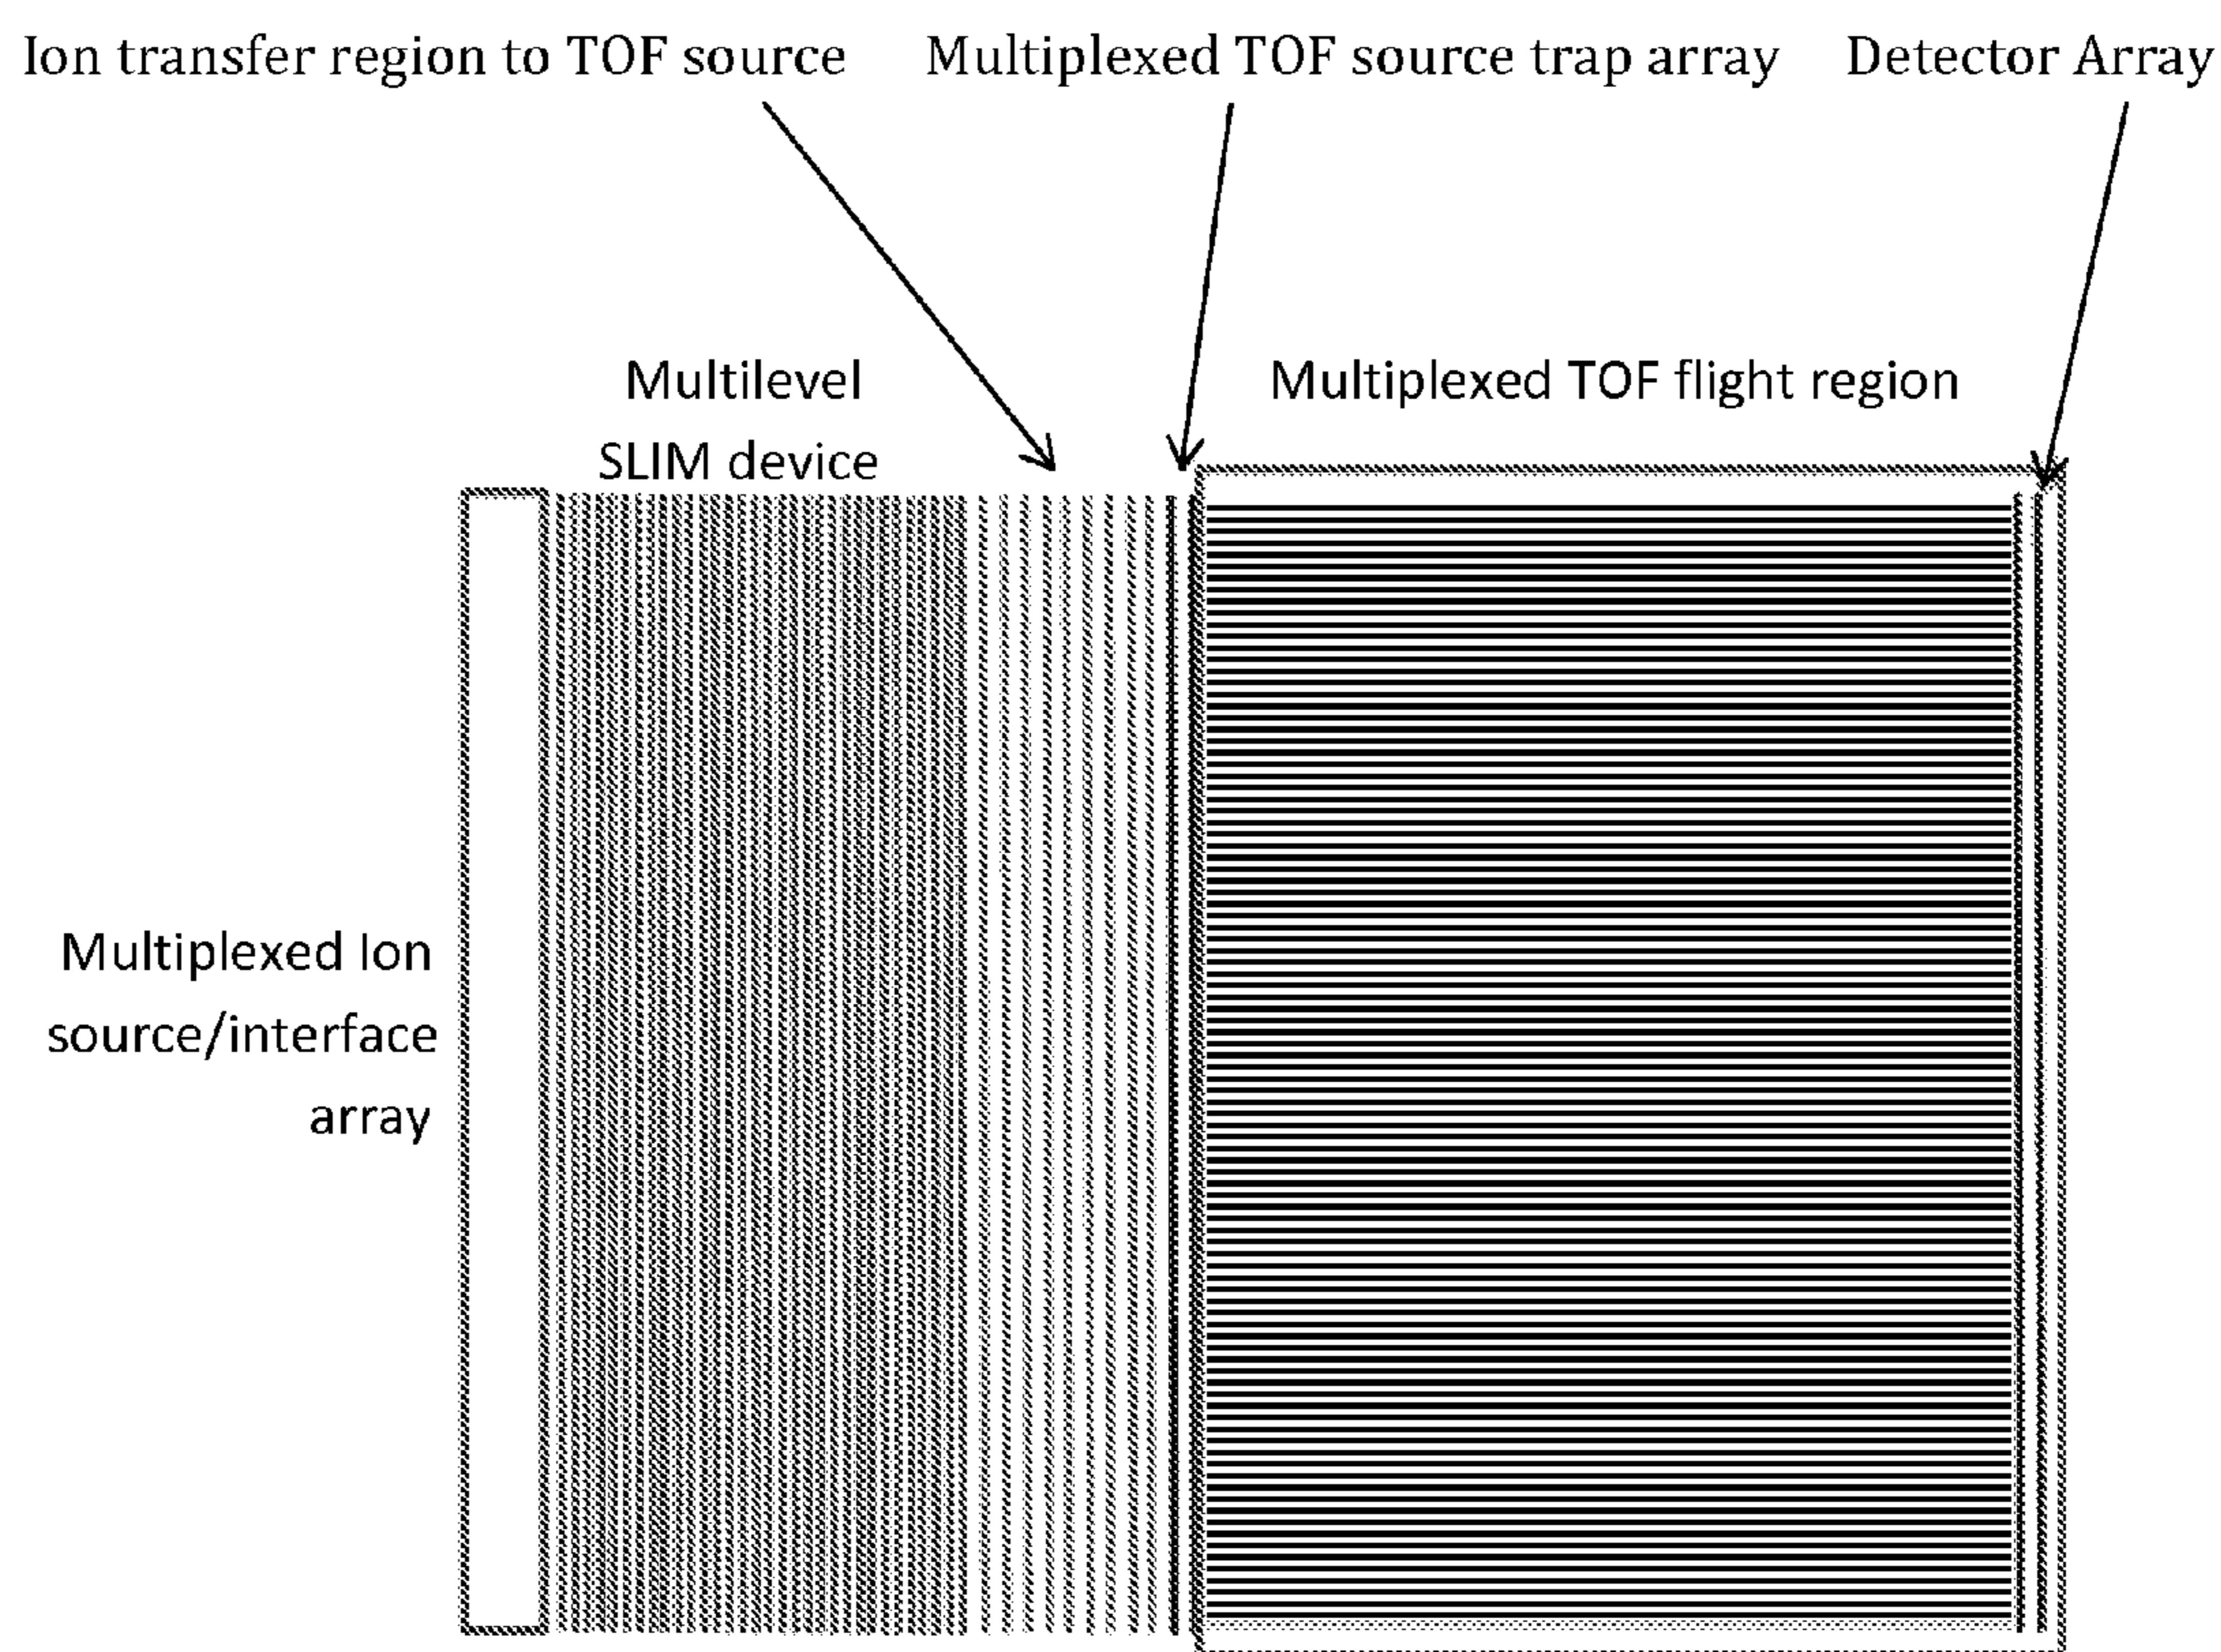 Ion transfer region to TOF source
Multiplexed TOF source trap array
Detector Array
Multilevel
SLIM device
Multiplexed TOF flight region
Multiplexed Ion
source/interface
array